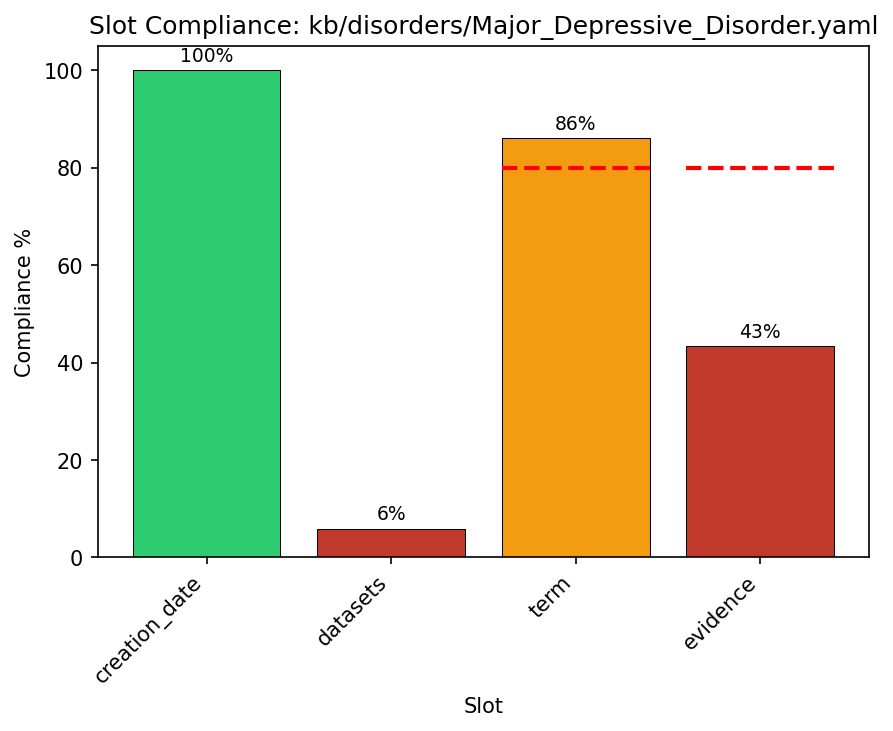 Slot Compliance: kb/disorders/Major_Depressive_Disorder.yaml
100%
86%
43%
6%
100
80
60
40
20
0
Compliance %
creation_date
datasets
term
evidence
Slot